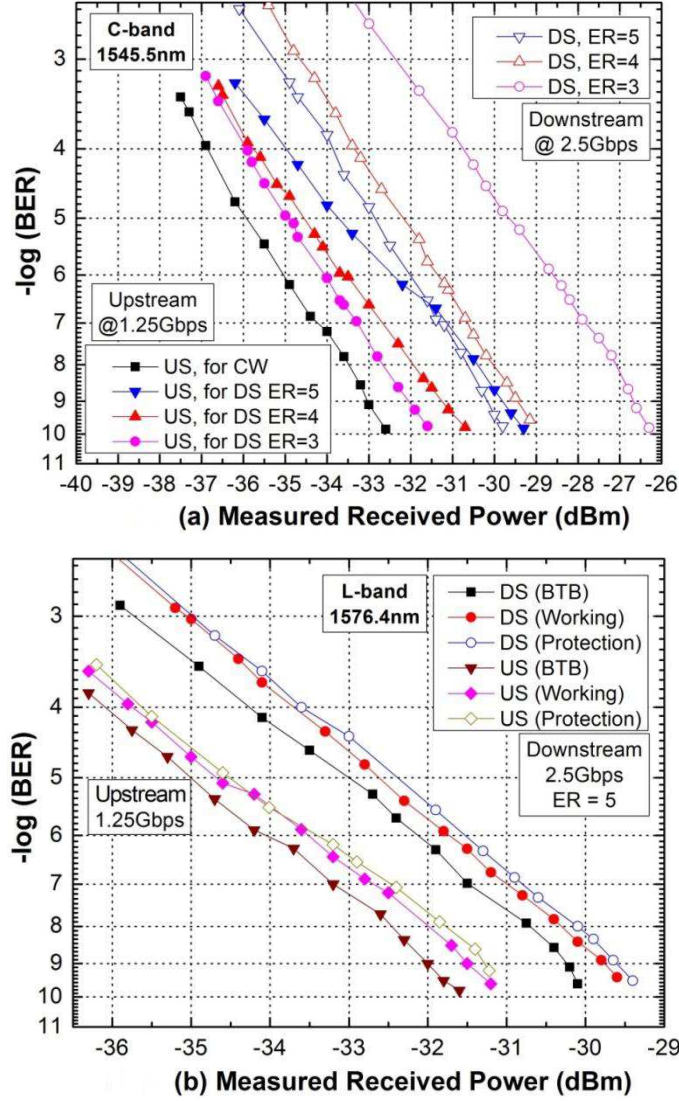 C-band
1545.5nm
DS, ER=5
DS, ER=4
DS, ER=3
Downstream
@ 2.5Gbps
3
4
5
6
7
8
9
10
11
-log (BER)
Upstream
@1.25Gbps
US, for CW
US, for DS ER=5
US, for DS ER=4
US, for DS ER=3
-40 -39 -38 -37 -36 -35 -34 -33 -32 -31 -30 -29 -28 -27 -26
(a) Measured Received Power (dBm)
L-band
1576.4nm
DS (BTB)
DS (Working)
DS (Protection)
US (BTB)
US (Working)
US (Protection)
Downstream
2.5Gbps
ER = 5
3
4
5
6
7
8
9
10
11
-log (BER)
Upstream
1.25Gbps
-36 -35 -34 -33 -32 -31 -30 -29
(b) Measured Received Power (dBm)